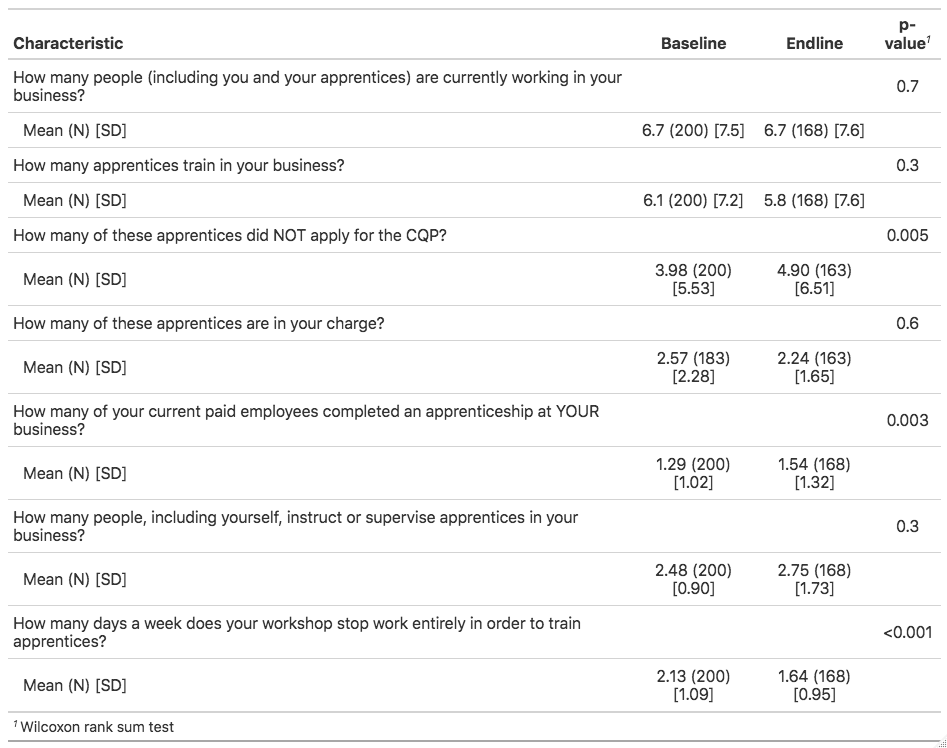 p-
Characteristic Baseline Endline value¹
How many people (including you and your apprentices) are currently working in your
business? 0.7
Mean (N) [SD] 6.7 (200) [7.5] 6.7 (168) [7.6]
How many apprentices train in your business? 0.3
Mean (N) [SD] 6.1 (200) [7.2] 5.8 (168) [7.6]
How many of these apprentices did NOT apply for the CQP? 0.005
Mean (N) [SD] 3.98 (200) 4.90 (163)
[5.53] [6.51]
How many of these apprentices are in your charge? 0.6
Mean (N) [SD] 2.57 (183) 2.24 (163)
[2.28] [1.65]
How many of your current paid employees completed an apprenticeship at YOUR
business? 0.003
Mean (N) [SD] 1.29 (200) 1.54 (168)
[1.02] [1.32]
How many people, including yourself, instruct or supervise apprentices in your
business? 0.3
Mean (N) [SD] 2.48 (200) 2.75 (168)
[0.90] [1.73]
How many days a week does your workshop stop work entirely in order to train
apprentices? <0.001
Mean (N) [SD] 2.13 (200) 1.64 (168)
[1.09] [0.95]
¹ Wilcoxon rank sum test